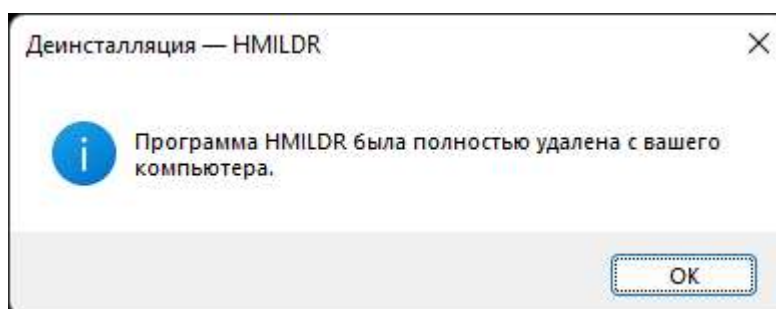 Деинсталляция — HMILDR
Программа HMILDR была полностью удалена с вашего
компьютера.
OK